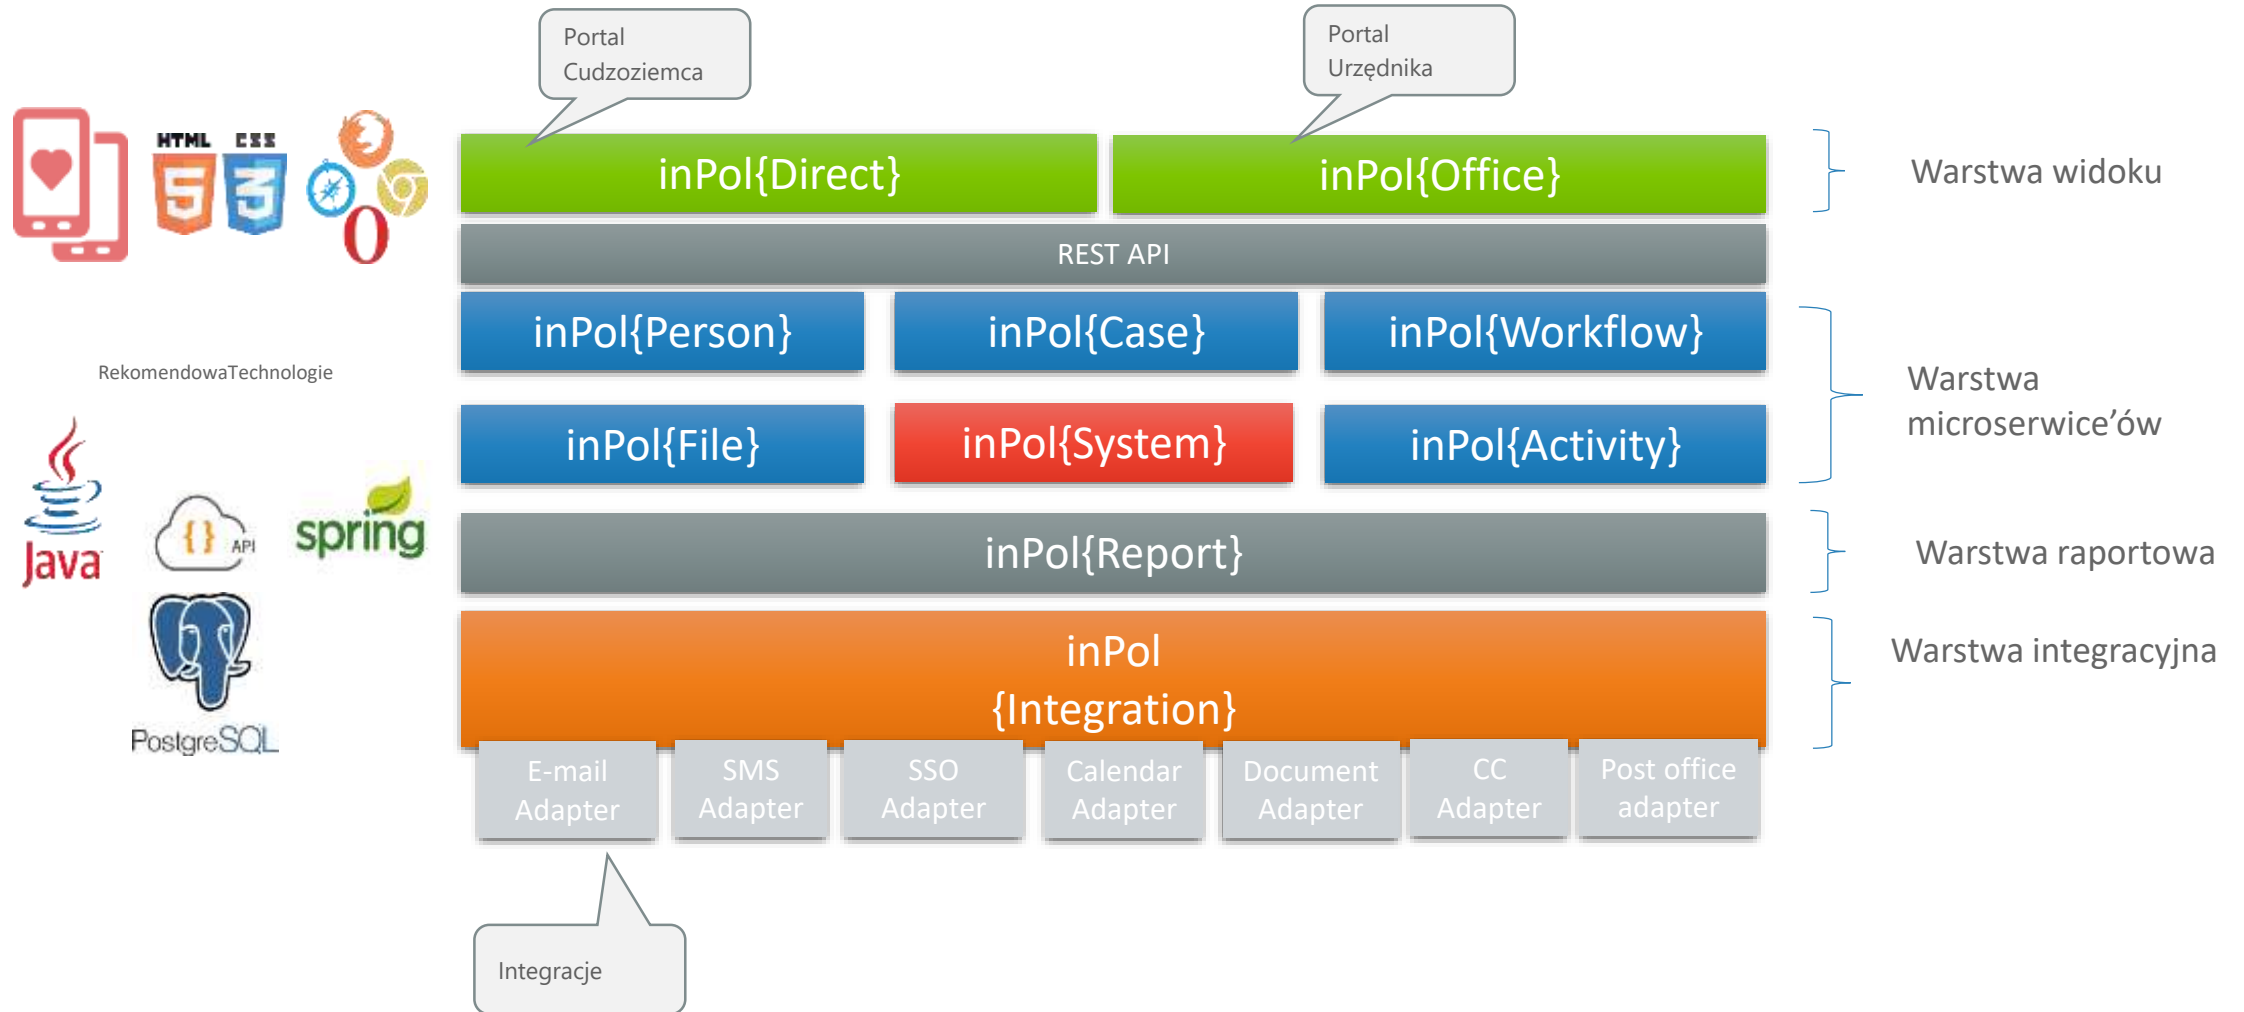 Portal
Cudzoziemca
Portal
Urzędnika
HTML CSS
5 3
inPol{Direct}
inPol{Office}
Warstwa widoku
REST API
inPol{Person}
inPol{Case}
inPol{Workflow}
RekomendowaTechnologie
Warstwa
microserwice’ów
inPol{File}
inPol{System}
inPol{Activity}
Java
{} API
spring
inPol{Report}
Warstwa raportowa
PostgreSQL
inPol
{Integration}
Warstwa integracyjna
E-mail
Adapter
SMS
Adapter
SSO
Adapter
Calendar
Adapter
Document
Adapter
CC
Adapter
Post office
adapter
Integracje